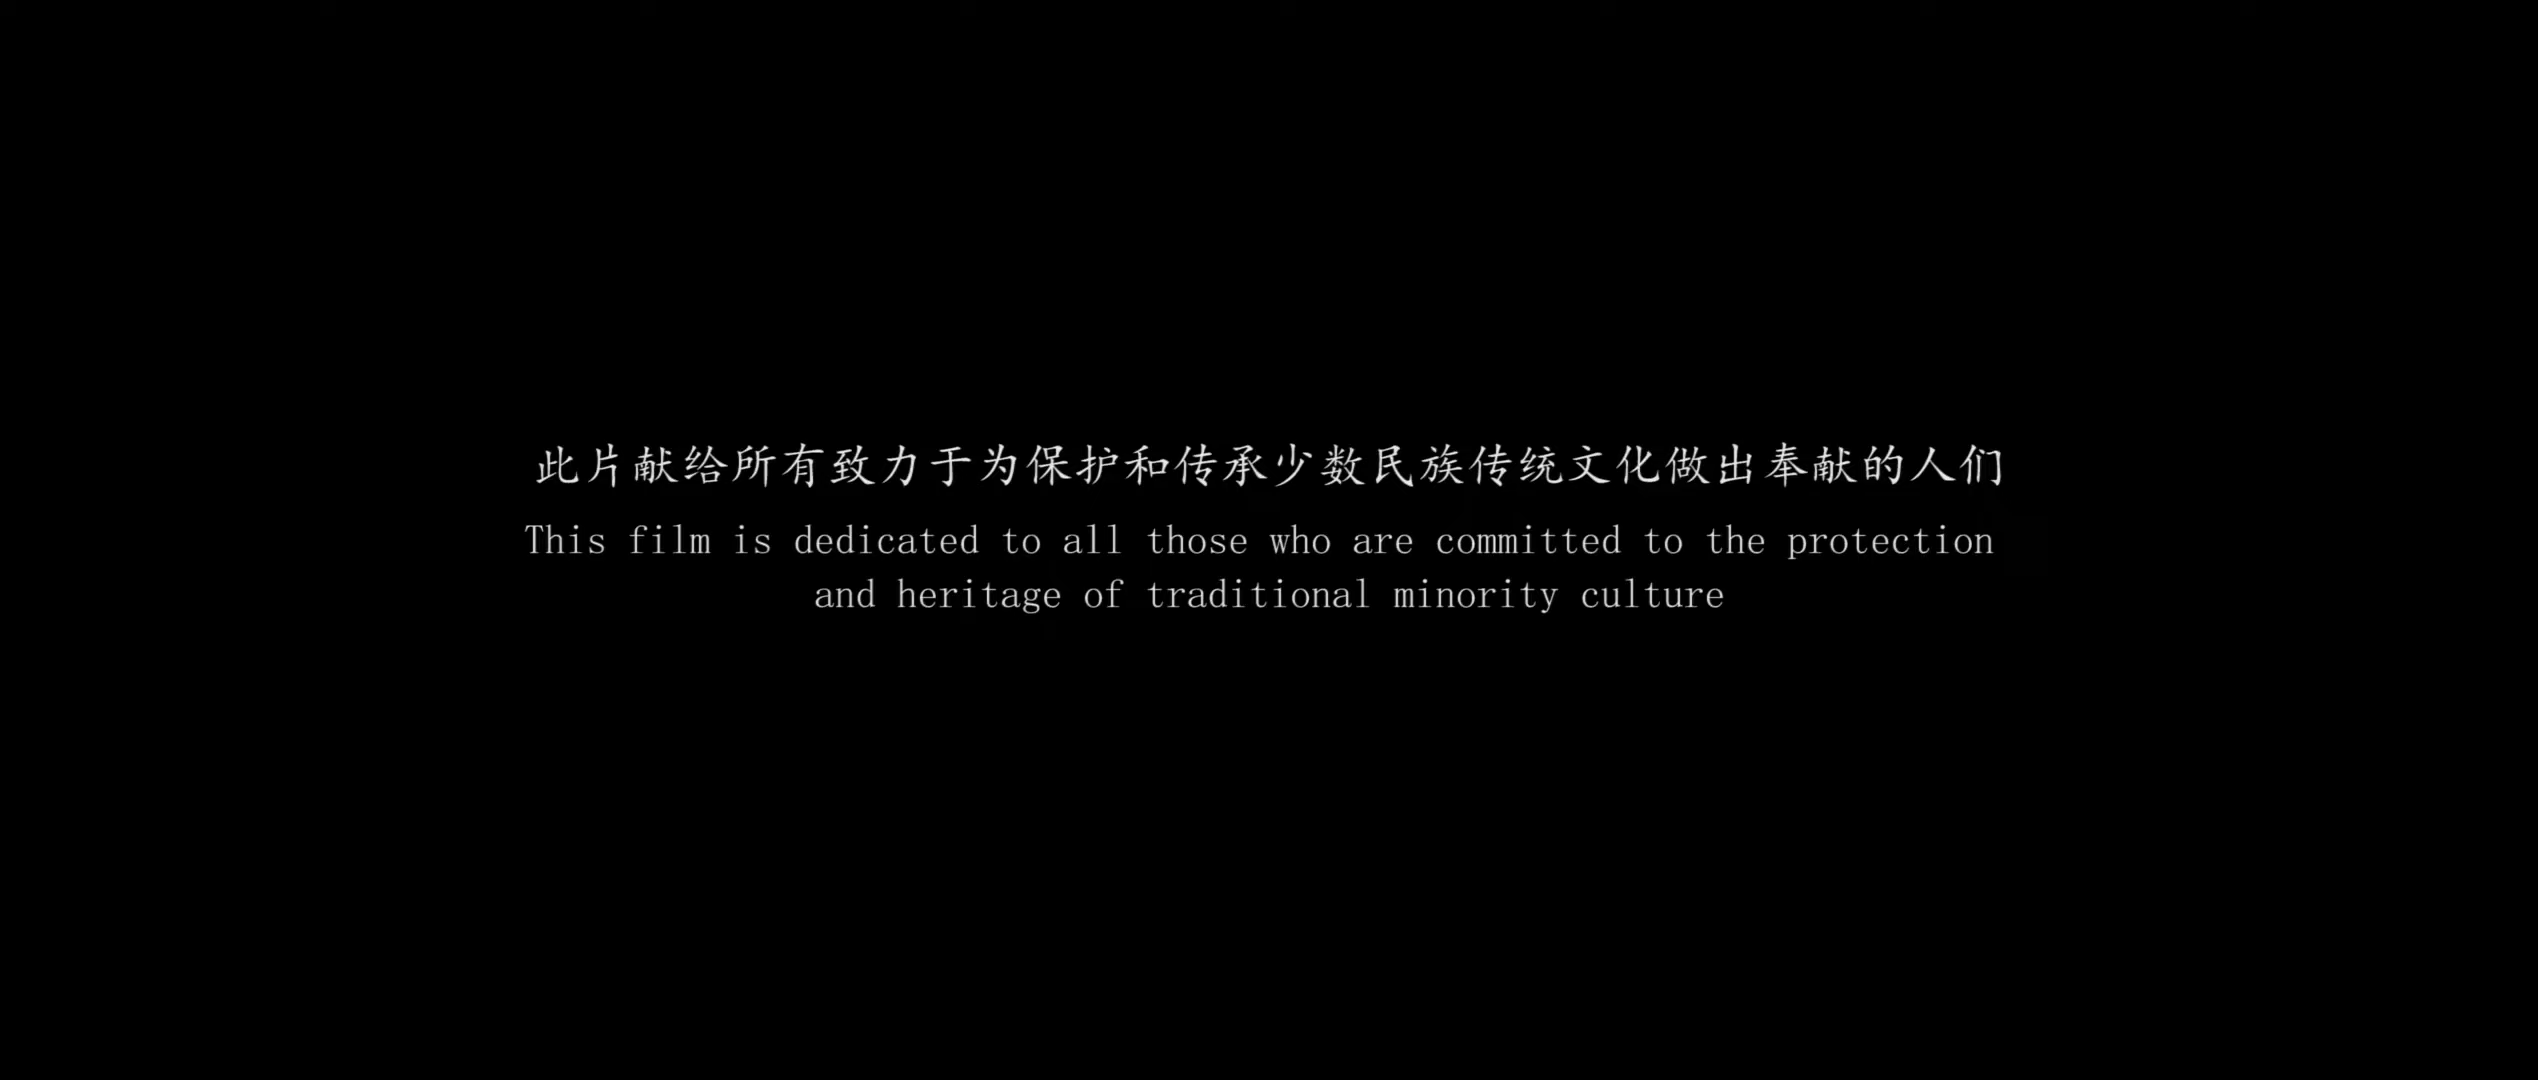 此片献给所有致力于为保护和传承少数民族传统文化做出奉献的人们
This film is dedicated to all those who are committed to the protection
and heritage of traditional minority culture